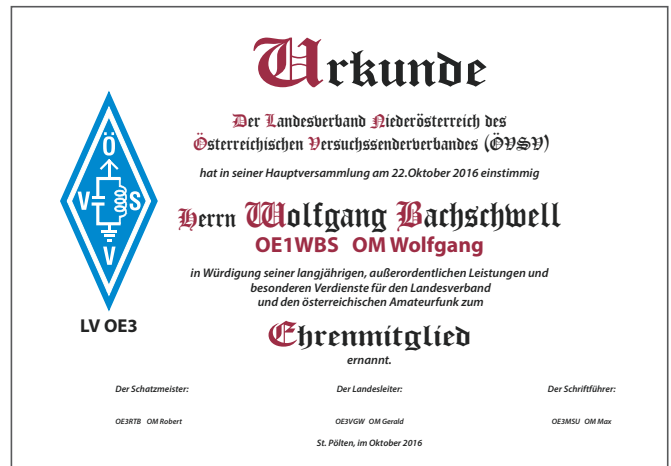 Urkunde
Der Landesverband Niederösterreich des
Österreichischen Versuchssenderverbandes (ÖVSV)
hat in seiner Hauptversammlung am 22.Oktober 2016 einstimmig
Herrn Wolfgang Bachschwell
OE1WBS OM Wolfgang
in Würdigung seiner langjährigen, außerordentlichen Leistungen und
besonderen Verdienste für den Landesverband
und den österreichischen Amateurfunk zum
Ehrenmitglied
ernannt.
Ö
V S
V
LV OE3
Der Schatzmeister: Der Landesleiter: Der Schriftführer:
OE3RTB OM Robert OE3VGW OM Gerald OE3MSU OM Max
St. Pölten, im Oktober 2016